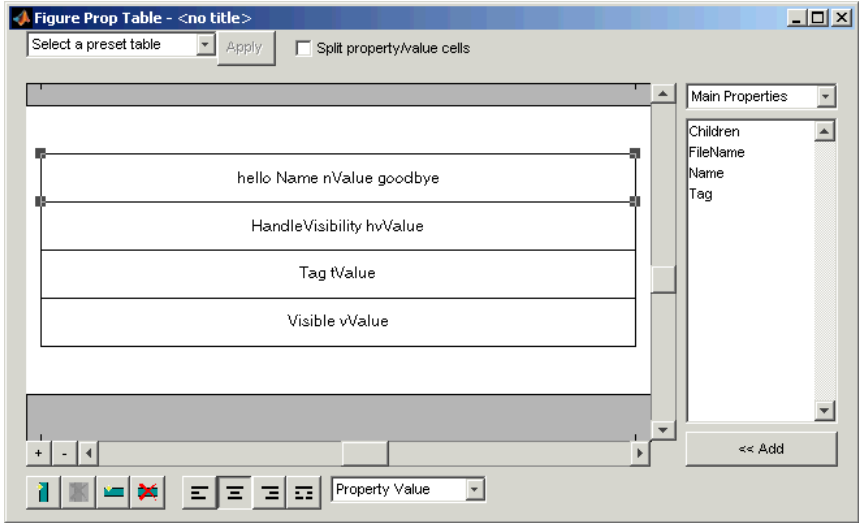 Figure Prop Table - <no title>
Select a preset table
Apply
Split property/value cells
Main Properties
Children
FileName
Name
Tag
hello Name nValue goodbye
HandleVisibility hvValue
Tag tValue
Visible vValue
+ -
<< Add
Property Value